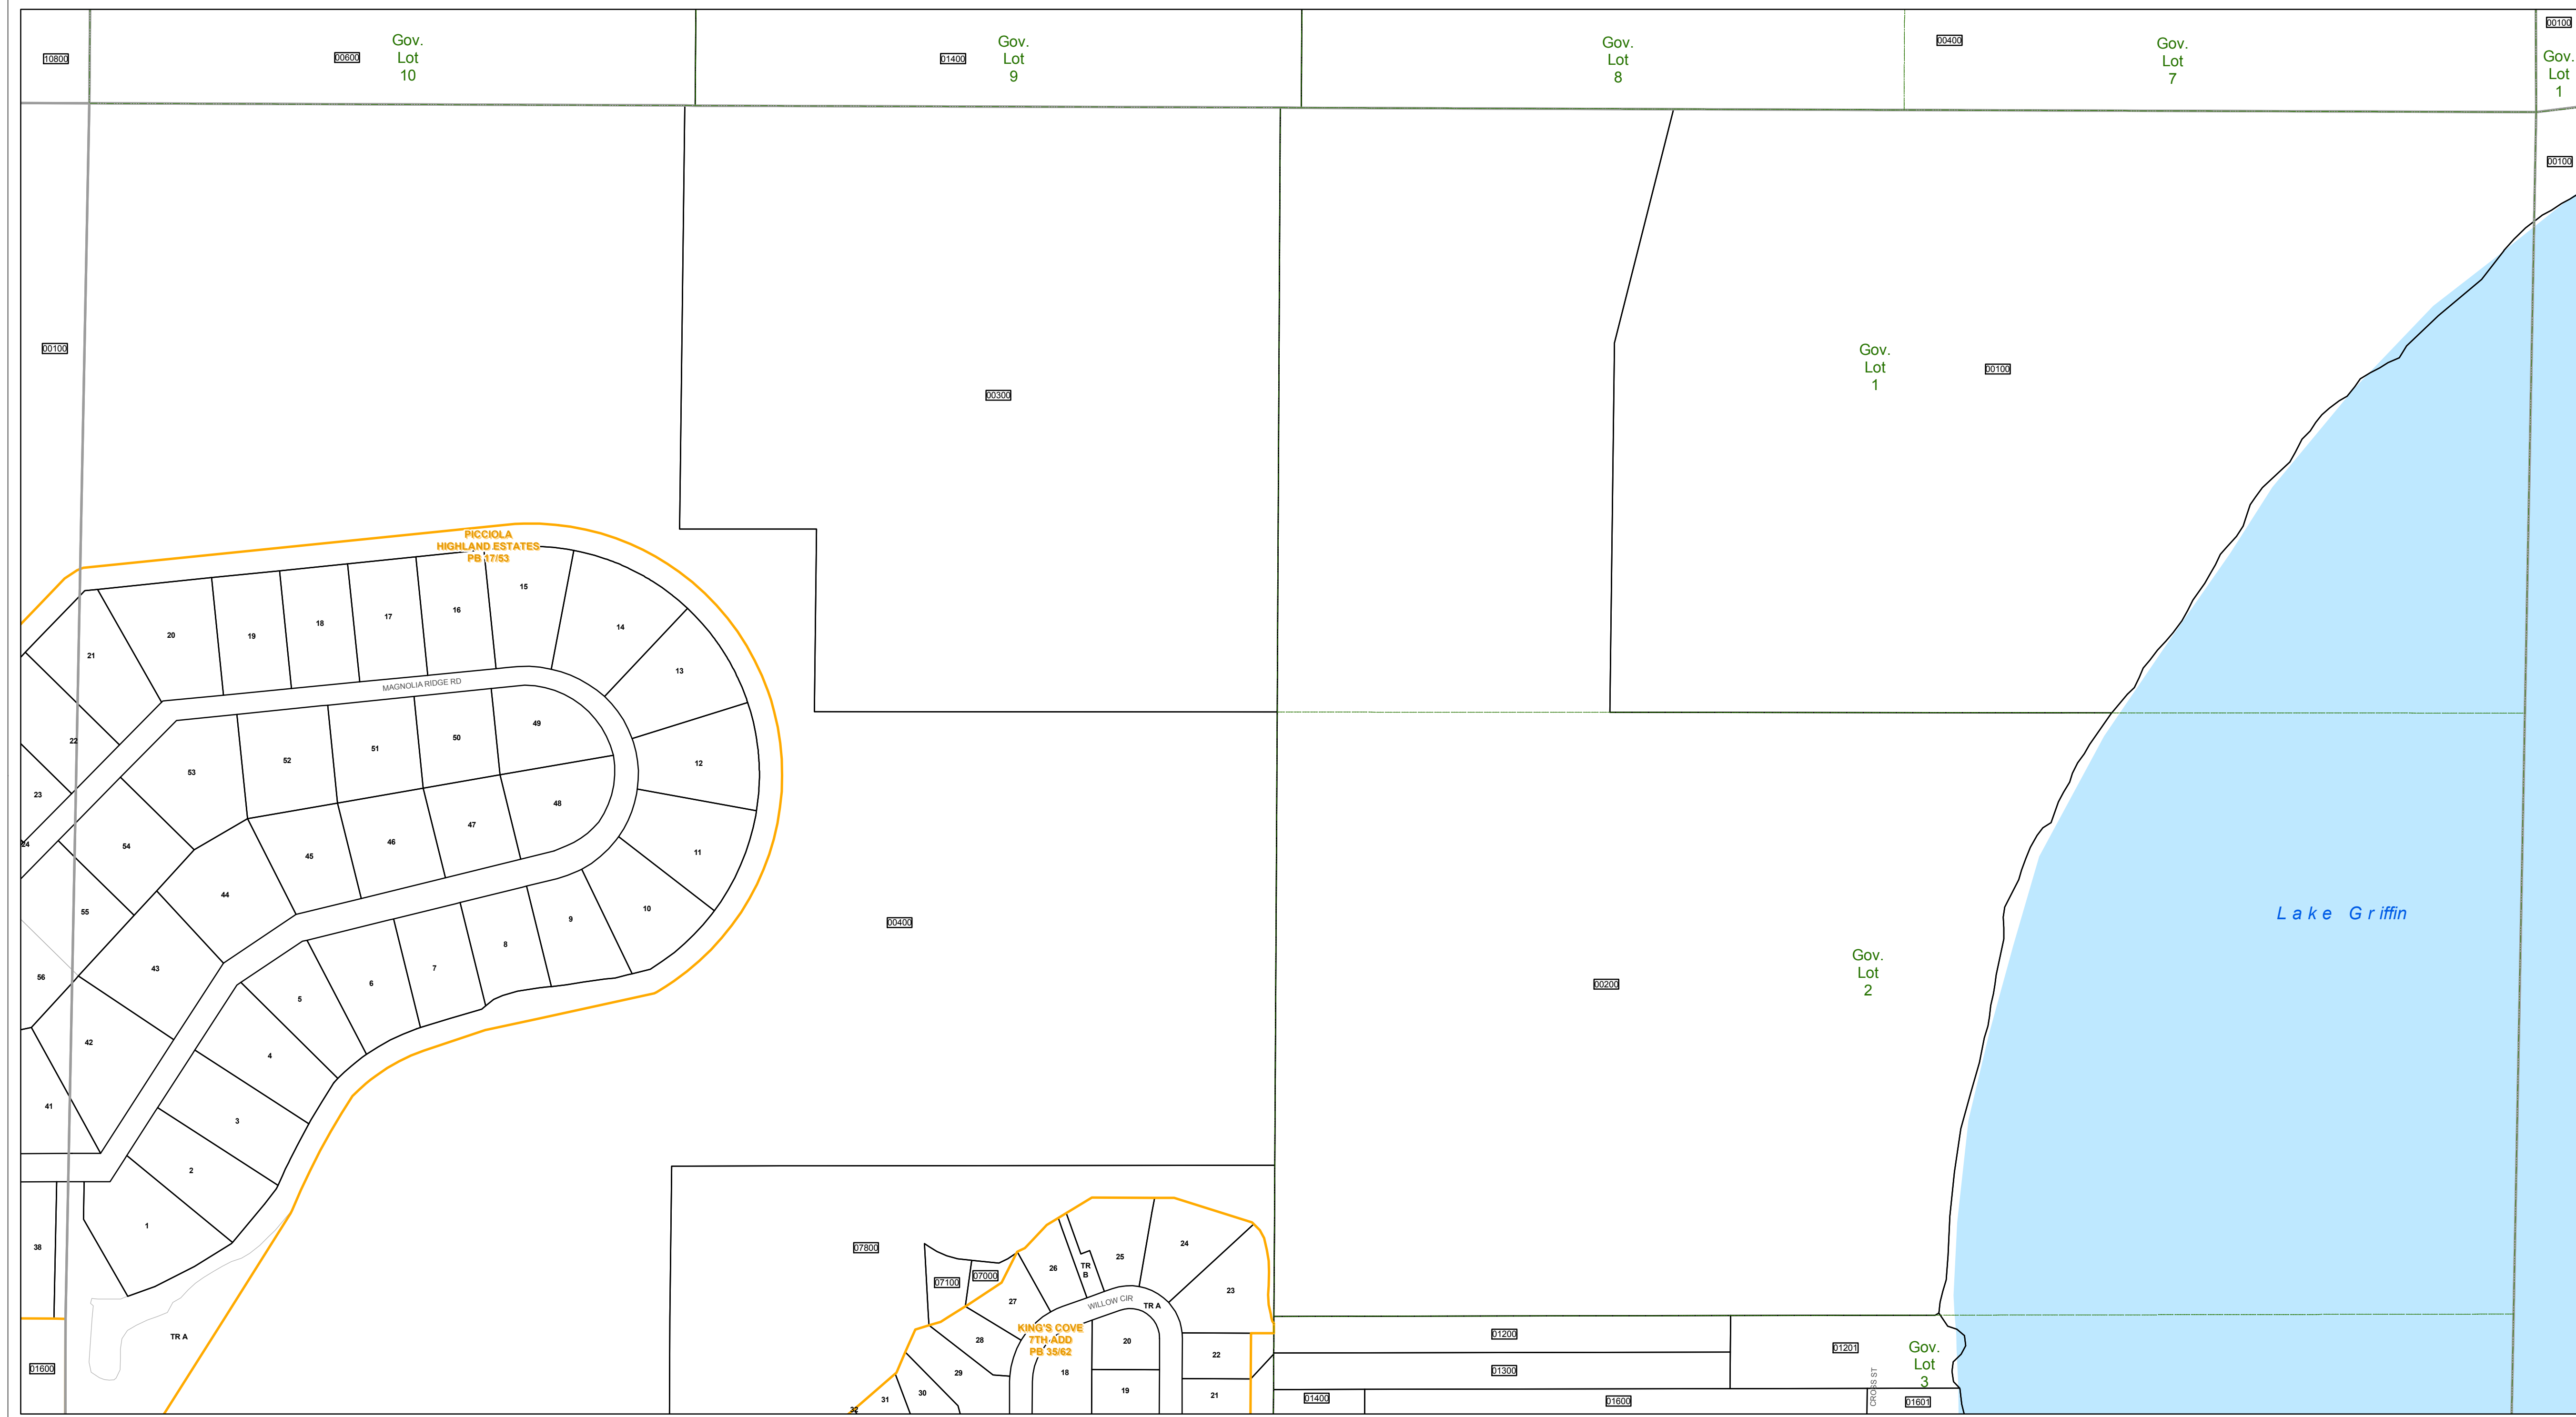 10800
00600
Gov.
Lot
10
01400
Gov.
Lot
9
Gov.
Lot
8
00400
Gov.
Lot
7
00100
Gov.
Lot
1
00100
00100
00300
Gov.
Lot
1
00100
PICCIOLA
HIGHLAND ESTATES
PB 17/53
15
16
17
18
19
20
14
21
13
MAGNOLIA RIDGE RD
49
50
51
52
53
22
12
23
48
47
46
45
54
24
11
44
10
55
9
8
7
6
5
43
56
42
4
41
3
2
1
38
01600
TR A
00400
Lake Griffin
Gov.
Lot
2
00200
07800
07100
07000
27
26
TR
B
25
24
23
WILLOW CIR
TR A
KING'S COVE
7TH ADD
PB 35/62
28
20
22
29
18
19
21
30
31
32
01200
01201
Gov.
Lot
3
01300
CROSS ST
01400
01600
01601